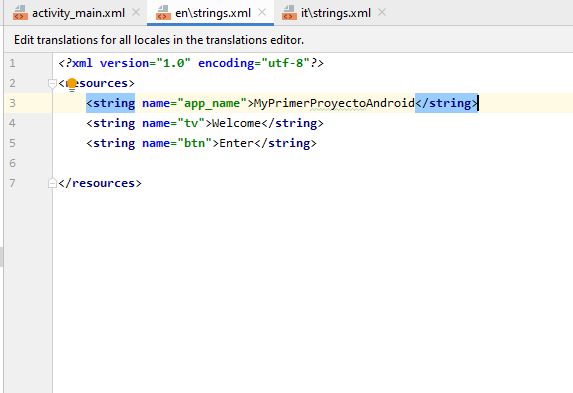 activity_main.xml en\strings.xml it\strings.xml
Edit translations for all locales in the translations editor.
1 <?xml version="1.0" encoding="utf-8"?>
2 <resources>
3 <string name="app_name">MyPrimerProyectoAndroid</string>
4 <string name="tv">Welcome</string>
5 <string name="btn">Enter</string>
6
7 </resources>